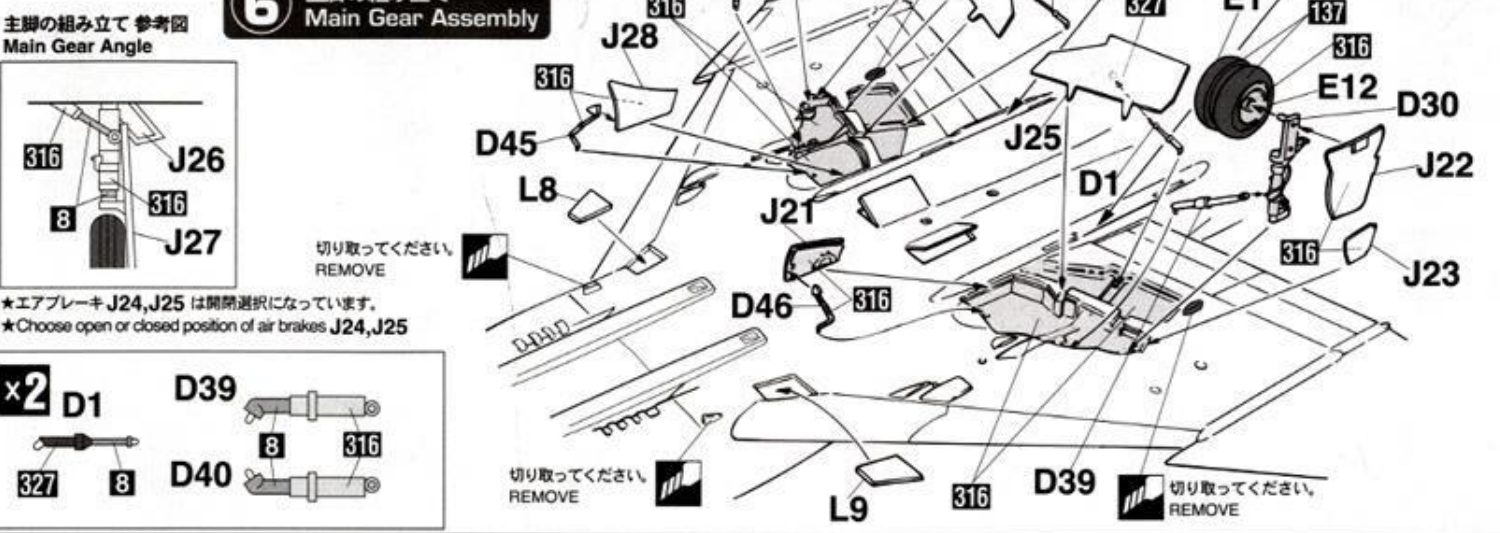 主脚の組み立て 参考図
Main Gear Angle
6
Main Gear Assembly
316
J28
316
D45
L8
327
E1
137
316
E12
D30
J25
J22
D1
J21
316
J23
316
J26
8
316
J27
切り取ってください。
REMOVE
D46
316
★エアブレーキ J24,J25 は開閉選択になっています。
★Choose open or closed position of air brakes J24,J25
×2
D1
327
8
D39
8
316
D40
切り取ってください。
REMOVE
L9
316
D39
切り取ってください。
REMOVE